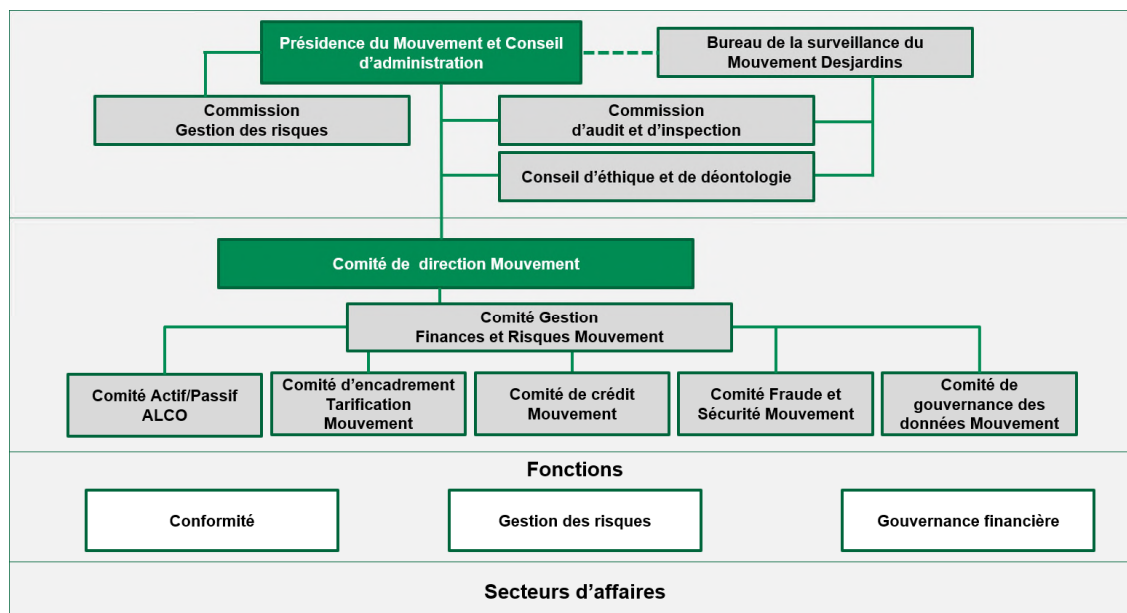 Présidence du Mouvement et Conseil
d'administration
Bureau de la surveillance du
Mouvement Desjardins
Commission
Gestion des risques
Commission
d'audit et d'inspection
Conseil d'éthique et de déontologie
Comité de direction Mouvement
Comité Gestion
Finances et Risques Mouvement
Comité Actif/Passif
ALCO
Comité d'encadrement
Tarification
Mouvement
Comité de crédit
Mouvement
Comité Fraude et
Sécurité Mouvement
Comité de
gouvernance des
données Mouvement
Fonctions
Conformité
Gestion des risques
Gouvernance financière
Secteurs d'affaires